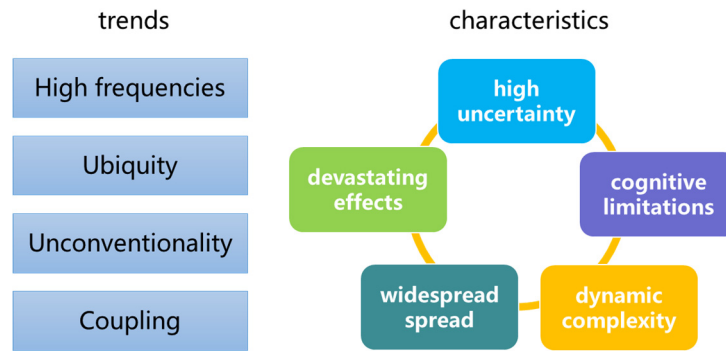 trends
High frequencies
Ubiquity
Unconventionality
Coupling
characteristics
high
uncertainty
cognitive
limitations
dynamic
complexity
widespread
spread
devastating
effects